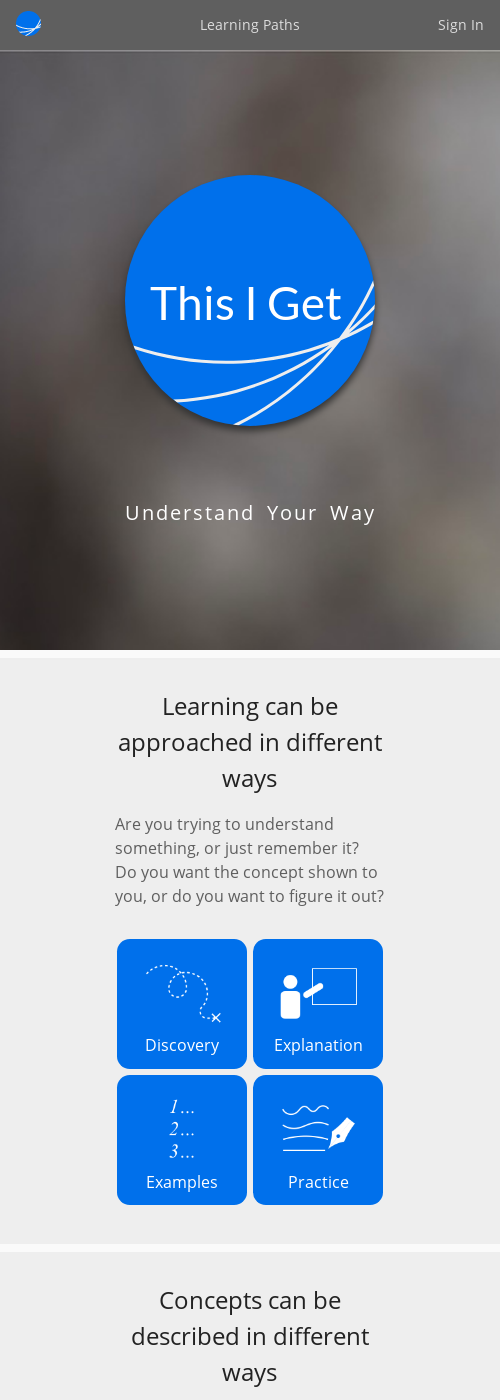 Learning Paths
Sign In
This I Get
Understand Your Way
Learning can be
approached in different
ways
Are you trying to understand
something, or just remember it?
Do you want the concept shown to
you, or do you want to figure it out?
Discovery
Explanation
1...
2...
3...
Examples
Practice
Concepts can be
described in different
ways